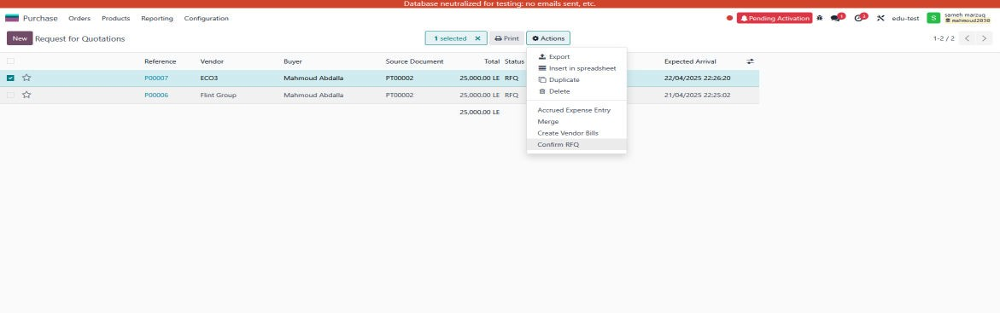 Database neutralized for testing: no emails sent, etc.
Purchase Orders Products Reporting Configuration Pending Activation 1 3 edu-test S sameh marzuq mahmoud2030
New Request for Quotations 1 selected × Print Actions 1-2 / 2
Reference Vendor Buyer Source Document Total Status Expected Arrival
P00007 ECO3 Mahmoud Abdalla PT00002 25,000.00 LE RFQ 22/04/2025 22:26:20
P00006 Flint Group Mahmoud Abdalla PT00002 25,000.00 LE RFQ 21/04/2025 22:25:02
25,000.00 LE
Export
Insert in spreadsheet
Duplicate
Delete
Accrued Expense Entry
Merge
Create Vendor Bills
Confirm RFQ